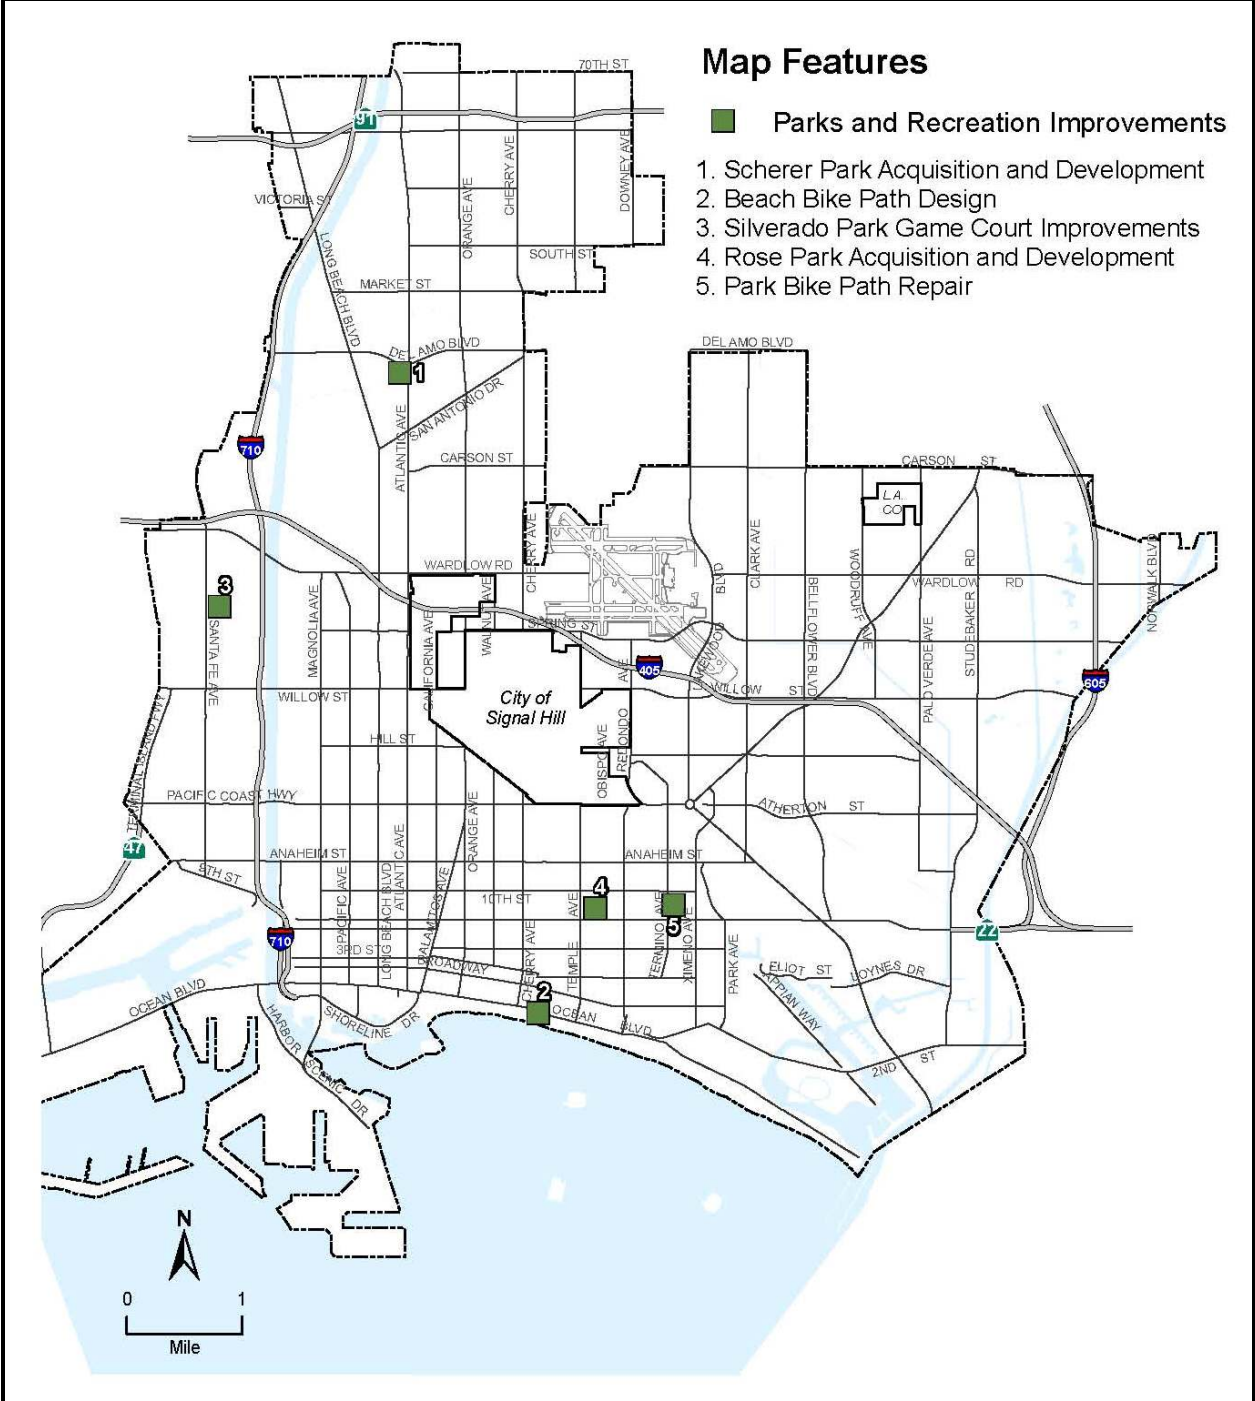 Map Features
Parks and Recreation Improvements
1. Scherer Park Acquisition and Development
2. Beach Bike Path Design
3. Silverado Park Game Court Improvements
4. Rose Park Acquisition and Development
5. Park Bike Path Repair
70TH ST
91
CHERRY AVE
DOWNEY AVE
ORANGE AVE
VICTORIA ST
LONG BEACH BLVD
SOUTH ST
MARKET ST
DEL AMO BLVD
DEL AMO BLVD
1
SAN ANTONIO DR
ATLANTIC AVE
710
CARSON ST
CARSON ST
L.A.
CO
CHERRY AVE
CLARK AVE
WOODRUFF AVE
STUDEBAKER RD
NORWALK BLVD
WARDLOW RD
WARDLOW RD
BLVD
3
SANTA FE AVE
MAGNOLIA AVE
CALIFORNIA AVE
WALNUT AVE
SPRING ST
LAKEWOOD
BELLFLOWER BLVD
PALO VERDE AVE
405
605
AVE
WILLOW ST
WILLOW ST
City of
Signal Hill
TERMINAL ISLAND FWY
HILL ST
OBISPO AVE
REDONDO
PACIFIC COAST HWY
ATHERTON ST
47
ORANGE AVE
ATLANTIC AVE
ANAHEIM ST
ANAHEIM ST
9TH ST
PACIFIC AVE
LONG BEACH BLVD
ALAMITOS AVE
10TH ST
4
AVE
TEMPLE
TERMINO AVE
5
XIMENO AVE
PARK AVE
22
710
3RD ST
BROADWAY
CHERRY AVE
2
ELIOT ST
LOYNES DR
APPIAN WAY
OCEAN BLVD
OCEAN BLVD
HARBOR SCENIC DR
SHORELINE DR
2ND ST
N
0 1
Mile